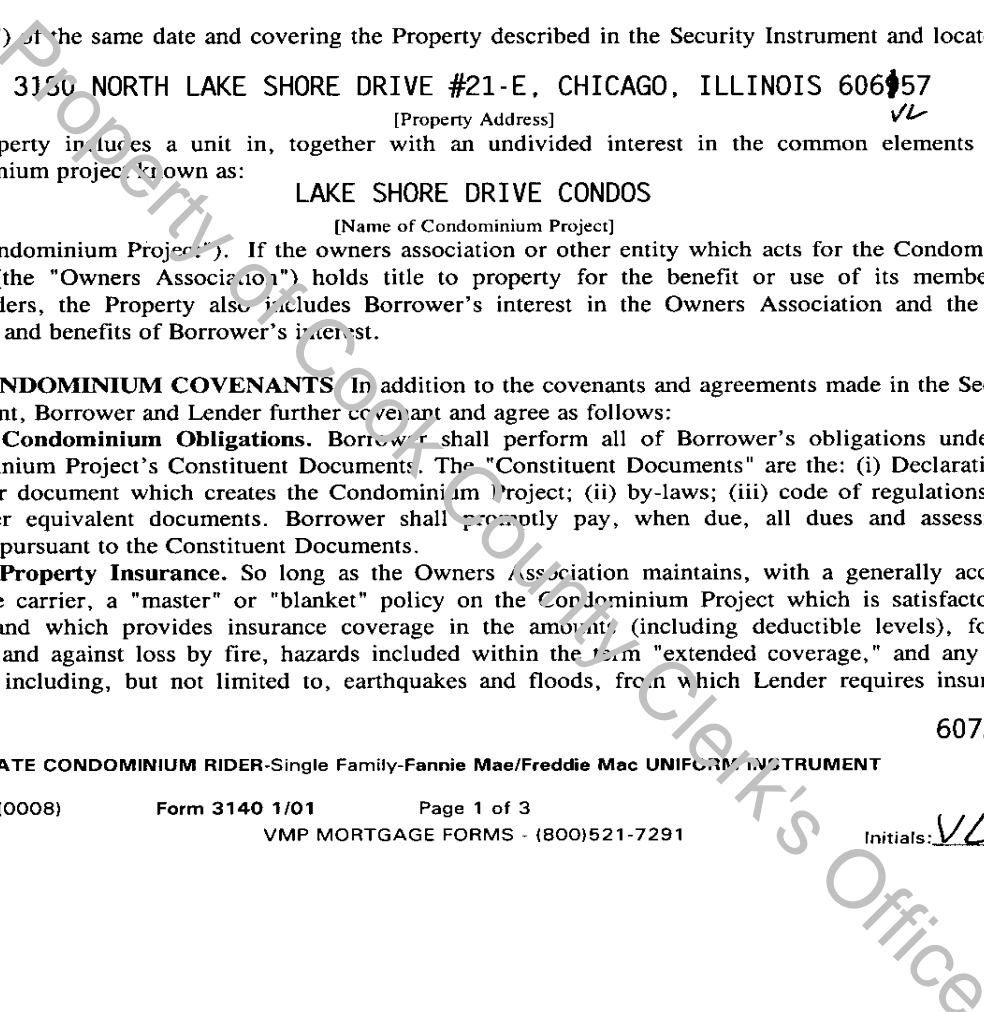 ") of the same date and covering the Property described in the Security Instrument and locat
3180 NORTH LAKE SHORE DRIVE #21-E, CHICAGO, ILLINOIS 60657
VL
[Property Address]
perty includes a unit in, together with an undivided interest in the common elements
nium project known as:
LAKE SHORE DRIVE CONDOS
[Name of Condominium Project]
ndominium Project"). If the owners association or other entity which acts for the Condom
(the "Owners Association") holds title to property for the benefit or use of its membe
ders, the Property also includes Borrower's interest in the Owners Association and the
and benefits of Borrower's interest.
NDOMINIUM COVENANTS. In addition to the covenants and agreements made in the Se
nt, Borrower and Lender further covenant and agree as follows:
Condominium Obligations. Borrower shall perform all of Borrower's obligations unde
inium Project's Constituent Documents. The "Constituent Documents" are the: (i) Declarati
r document which creates the Condominium Project; (ii) by-laws; (iii) code of regulations
er equivalent documents. Borrower shall promptly pay, when due, all dues and assess
pursuant to the Constituent Documents.
Property Insurance. So long as the Owners Association maintains, with a generally acc
e carrier, a "master" or "blanket" policy on the Condominium Project which is satisfacto
and which provides insurance coverage in the amounts (including deductible levels), fo
and against loss by fire, hazards included within the term "extended coverage," and any
including, but not limited to, earthquakes and floods, from which Lender requires insur
607
ATE CONDOMINIUM RIDER-Single Family-Fannie Mae/Freddie Mac UNIFORM INSTRUMENT
(0008) Form 3140 1/01 Page 1 of 3
VMP MORTGAGE FORMS - (800)521-7291
Initials: VL
Property of Cook County Clerk's Office